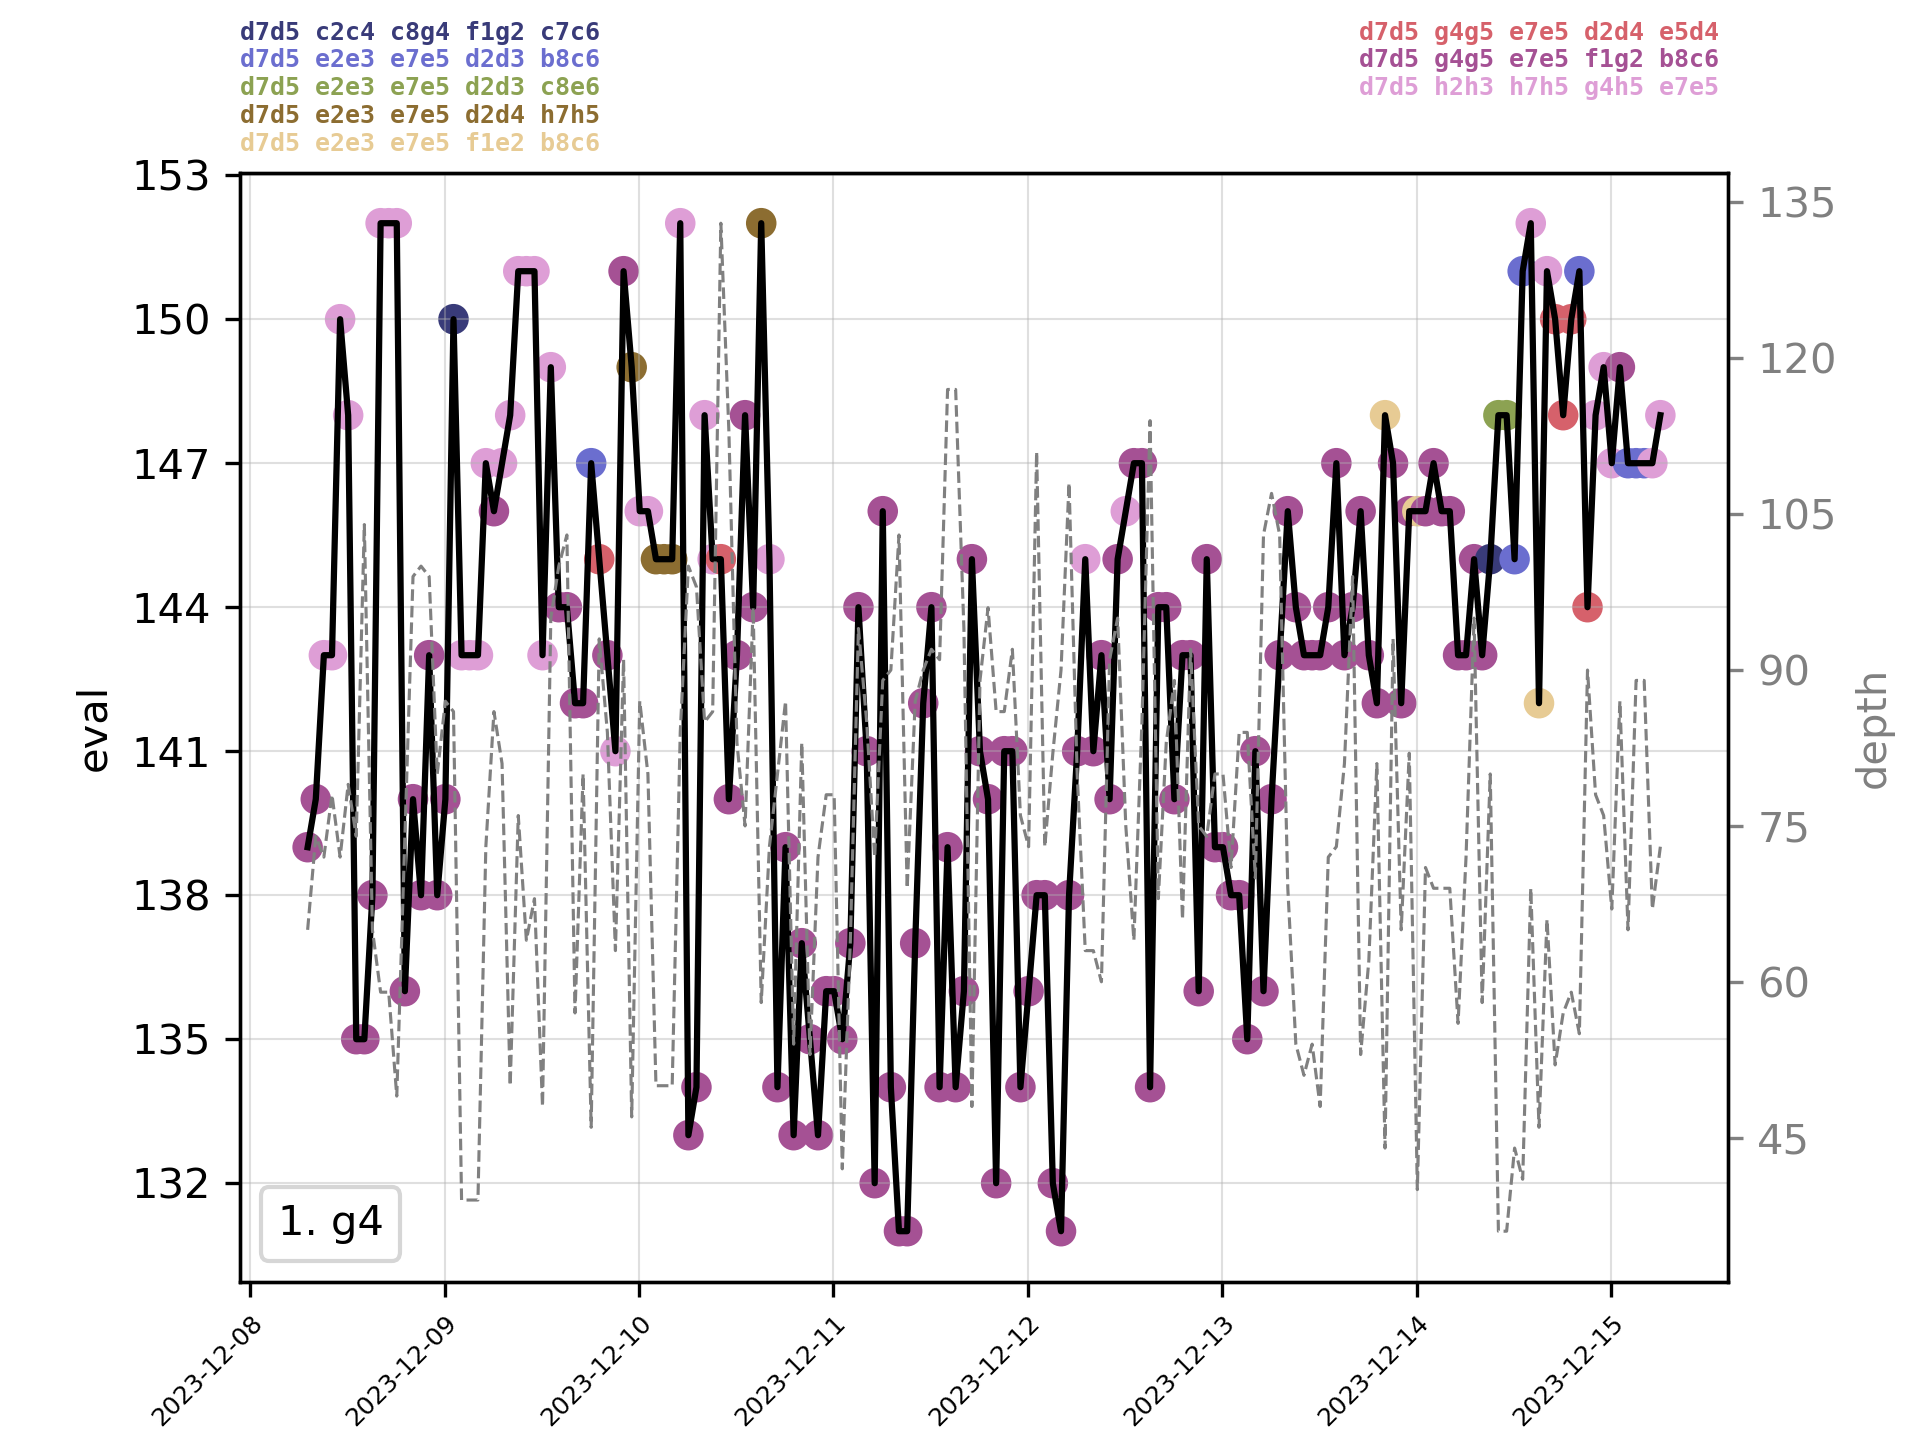 d7d5 c2c4 c8g4 f1g2 c7c6
d7d5 e2e3 e7e5 d2d3 b8c6
d7d5 e2e3 e7e5 d2d3 c8e6
d7d5 e2e3 e7e5 d2d4 h7h5
d7d5 e2e3 e7e5 f1e2 b8c6
d7d5 g4g5 e7e5 d2d4 e5d4
d7d5 g4g5 e7e5 f1g2 b8c6
d7d5 h2h3 h7h5 g4h5 e7e5
153
150
147
144
141
138
135
132
eval
135
120
105
90
75
60
45
depth
1. g4
2023-12-08
2023-12-09
2023-12-10
2023-12-11
2023-12-12
2023-12-13
2023-12-14
2023-12-15